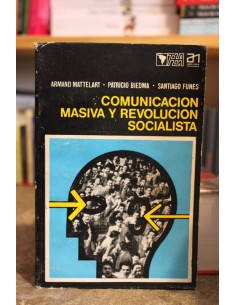 ARMAND MATTELART · PATRICIO BIEDMA · SANTIAGO FUNES
COMUNICACION
MASIVA Y REVOLUCION
SOCIALISTA